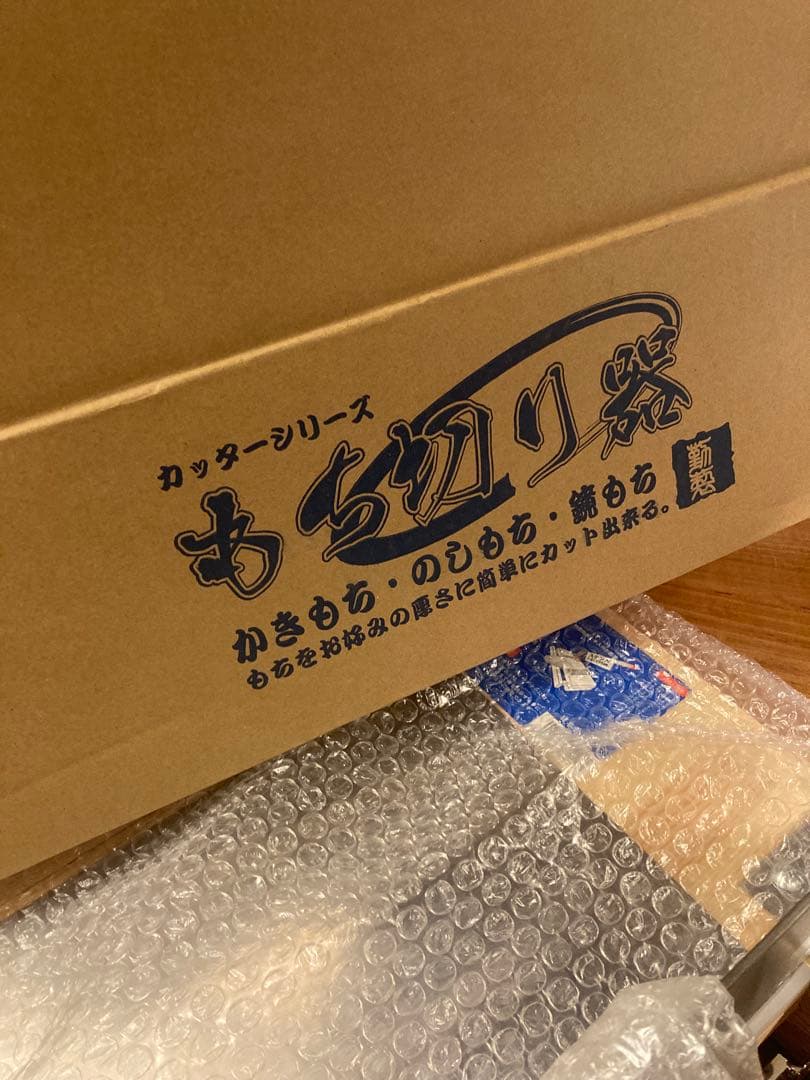 カッターシリーズ
もち切り器
かきもち・のしもち・鏡もち
もちをお好みの厚さに簡単にカット出来る。